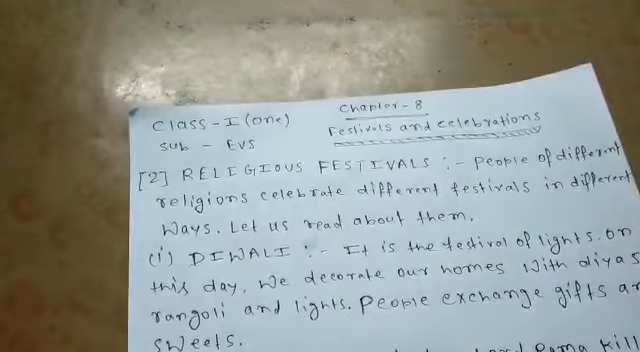 Class-I (one)
Chapter-8
Sub - EVS
Festivals and celebrations
[2] RELIGIOUS FESTIVALS :- People of different
religions celebrate different festivals in different
ways. Let us read about them.
(i) DIWALI :- It is the festival of lights. On
this day, we decorate our homes with diyas
rangoli and lights. People exchange gifts
sweets.
Rama